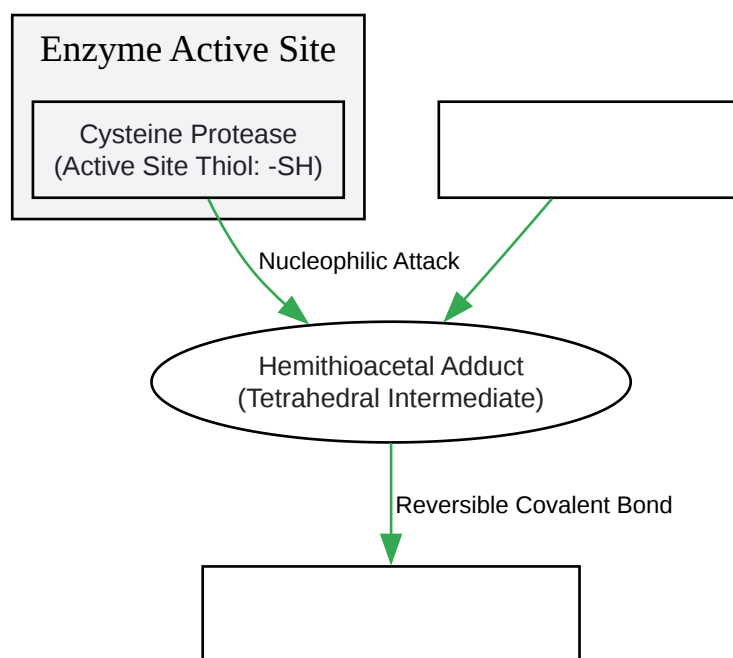 Enzyme Active Site
Cysteine Protease
(Active Site Thiol: -SH)
Nucleophilic Attack
Hemithioacetal Adduct
(Tetrahedral Intermediate)
Reversible Covalent Bond